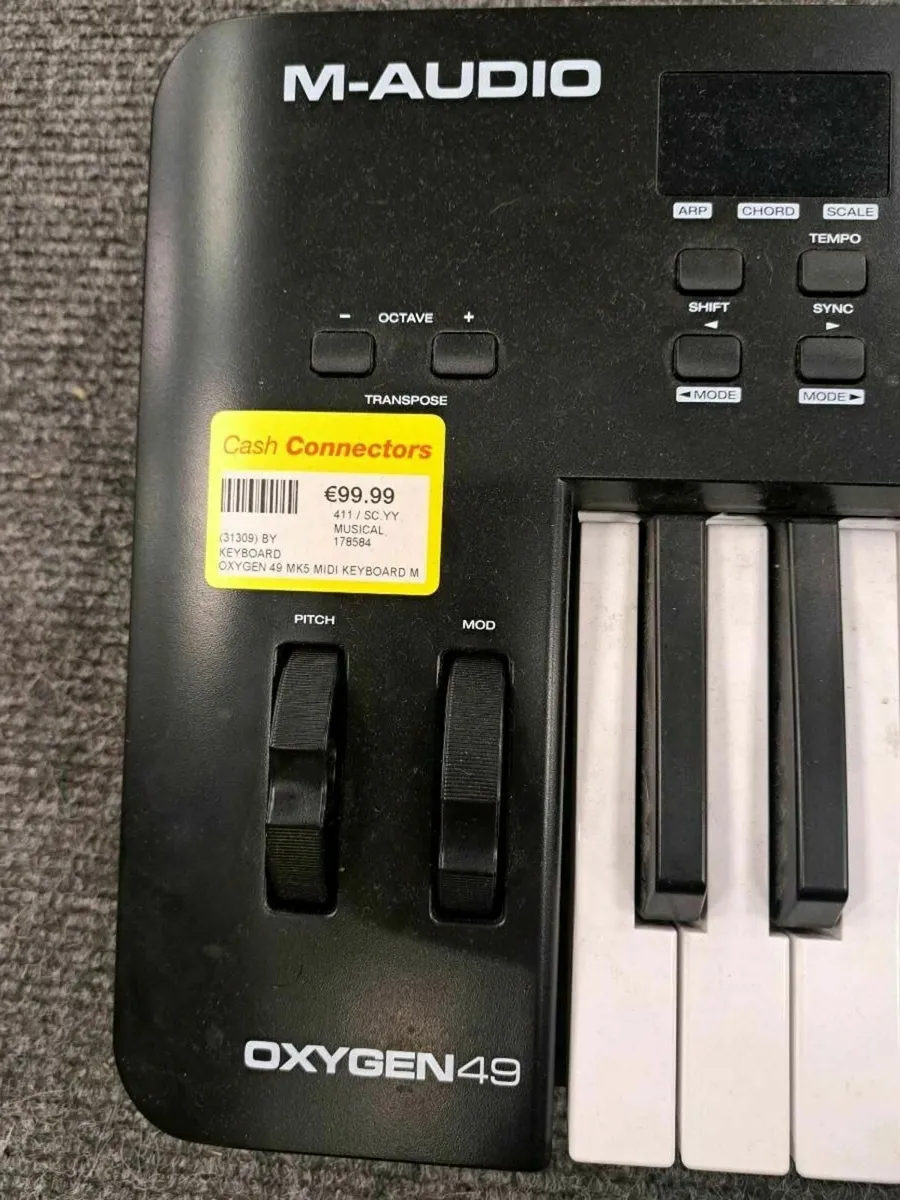 M-AUDIO
ARP CHORD SCALE
TEMPO
SHIFT SYNC
◄ ►
◄MODE MODE►
- OCTAVE +
TRANSPOSE
Cash Connectors
€99.99
411 / SC.YY
MUSICAL
178584
(31309) BY
KEYBOARD
OXYGEN 49 MK5 MIDI KEYBOARD M
PITCH MOD
OXYGEN49